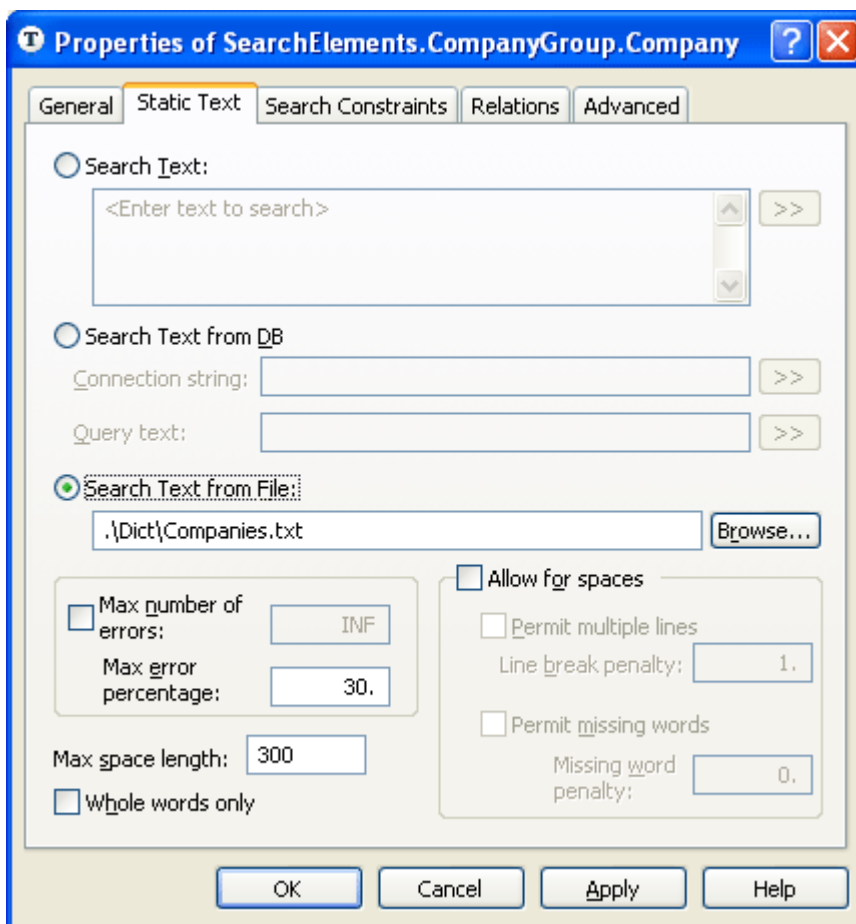 Properties of SearchElements.CompanyGroup.Company
General Static Text Search Constraints Relations Advanced
Search Text:
<Enter text to search> >>
Search Text from DB
Connection string: >>
Query text: >>
Search Text from File:
.\Dict\Companies.txt Browse...
Max number of
errors: INF
Max error
percentage: 30.
Max space length: 300
Whole words only
Allow for spaces
Permit multiple lines
Line break penalty: 1.
Permit missing words
Missing word
penalty: 0.
OK Cancel Apply Help